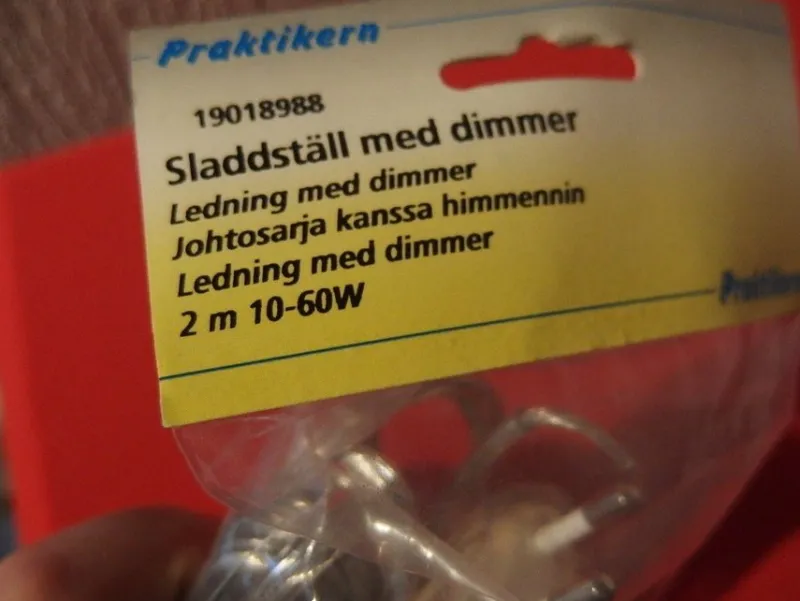 Praktikern
19018988
Sladdställ med dimmer
Ledning med dimmer
Johtosarja kanssa himmennin
Ledning med dimmer
2 m 10-60W